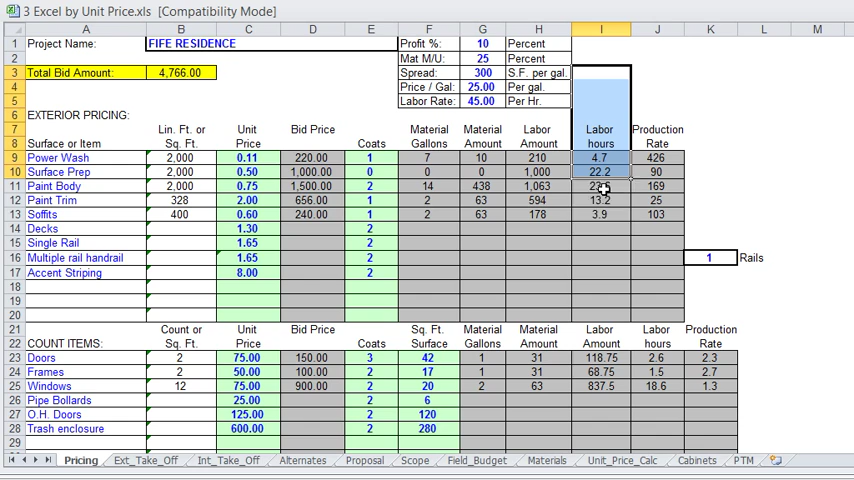 3 Excel by Unit Price.xls [Compatibility Mode]
A B C D E F G H I J K L M
1 Project Name: FIFE RESIDENCE Profit %: 10 Percent
2 Mat M/U: 25 Percent
3 Total Bid Amount: 4,766.00 Spread: 300 S.F. per gal.
4 Price / Gal: 25.00 Per gal.
5 Labor Rate: 45.00 Per Hr.
6 EXTERIOR PRICING:
7 Lin. Ft. or Unit Bid Price Material Material Labor Labor Production
8 Surface or Item Sq. Ft. Price Coats Gallons Amount Amount hours Rate
9 Power Wash 2,000 0.11 220.00 1 7 10 210 4.7 426
10 Surface Prep 2,000 0.50 1,000.00 0 0 0 1,000 22.2 90
11 Paint Body 2,000 0.75 1,500.00 2 14 438 1,063 169
12 Paint Trim 328 2.00 656.00 1 2 63 594 13.2 25
13 Soffits 400 0.60 240.00 1 2 63 178 3.9 103
14 Decks 1.30 2
15 Single Rail 1.65 2
16 Multiple rail handrail 1.65 2 1 Rails
17 Accent Striping 8.00 2
18
19
20
21 Count or Unit Bid Price Sq. Ft. Material Material Labor Labor Production
22 COUNT ITEMS: Sq. Ft. Price Coats Surface Gallons Amount Amount hours Rate
23 Doors 2 75.00 150.00 3 42 1 31 118.75 2.6 2.3
24 Frames 2 50.00 100.00 2 17 1 31 68.75 1.5 2.7
25 Windows 12 75.00 900.00 2 20 2 63 837.5 18.6 1.3
26 Pipe Bollards 25.00 2 6
27 O.H. Doors 125.00 2 120
28 Trash enclosure 600.00 2 280
29
Pricing Ext_Take_Off Int_Take_Off Alternates Proposal Scope Field_Budget Materials Unit_Price_Calc Cabinets PTM